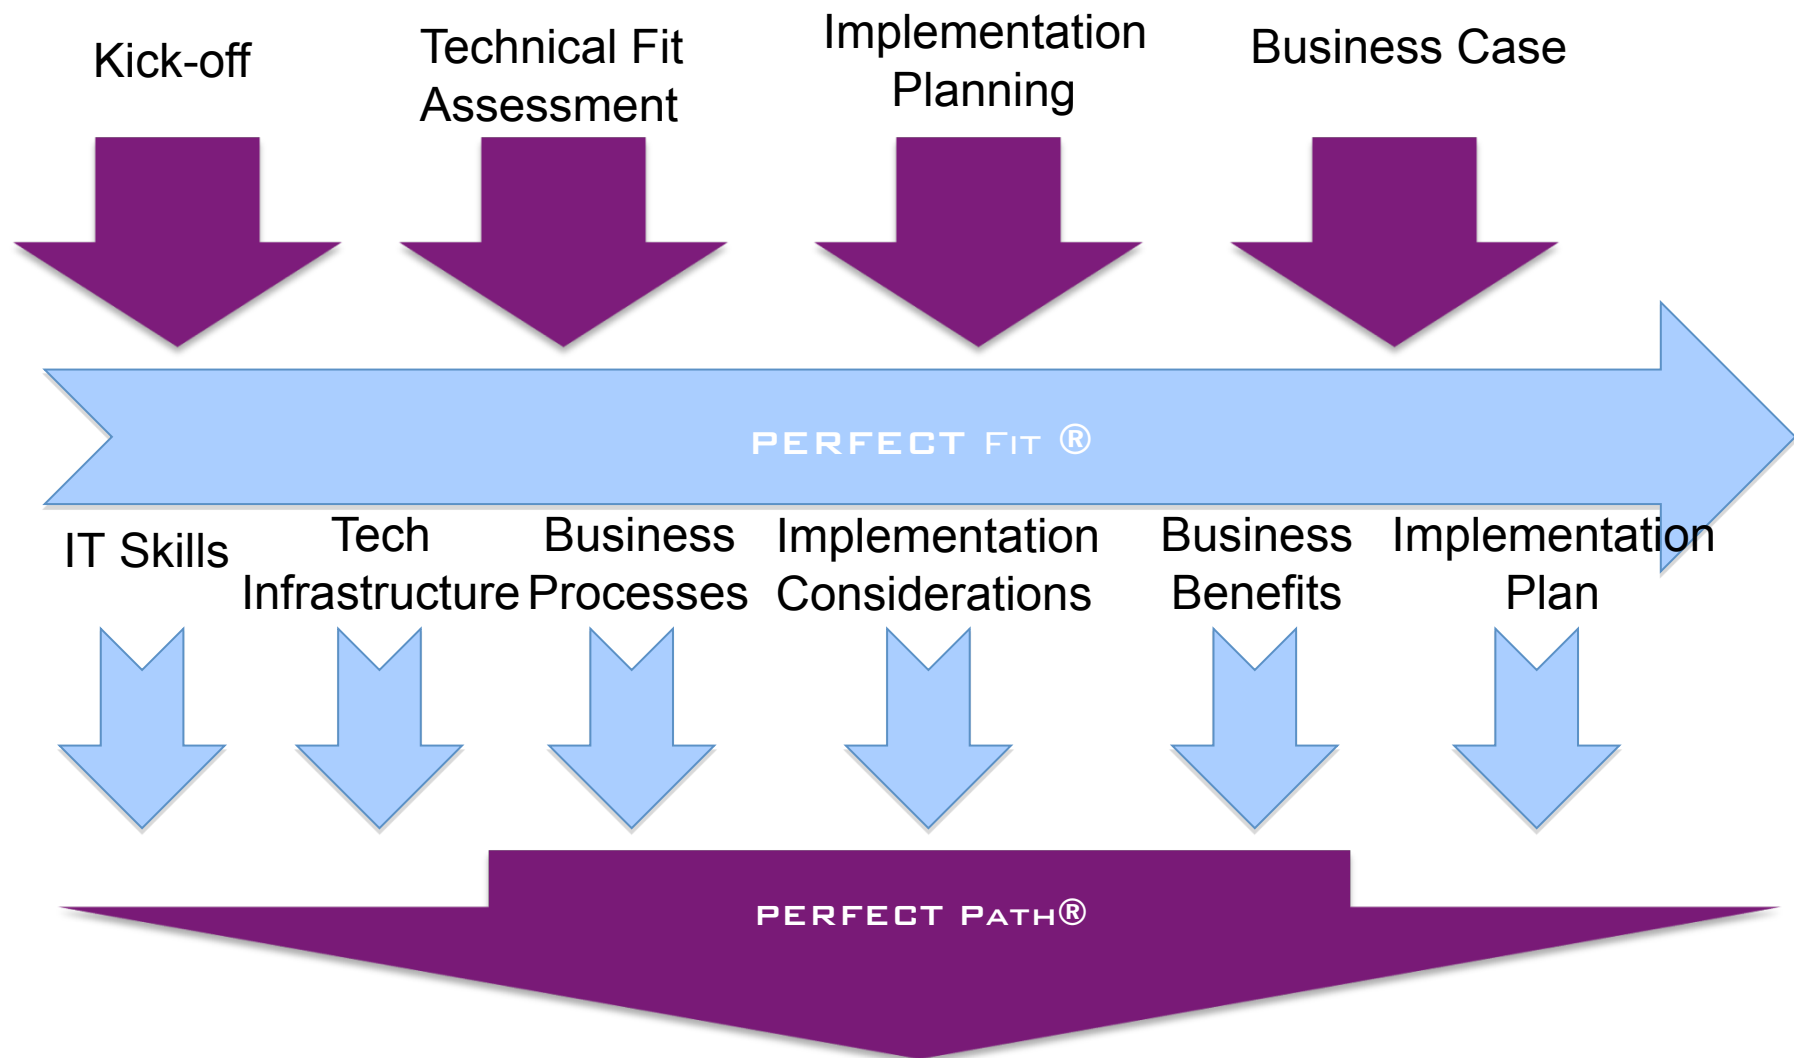 Kick-off
Technical Fit
Assessment
Implementation
Planning
Business Case
PERFECT FIT ®
IT Skills
Tech
Infrastructure
Business
Processes
Implementation
Considerations
Business
Benefits
Implementation
Plan
PERFECT PATH®